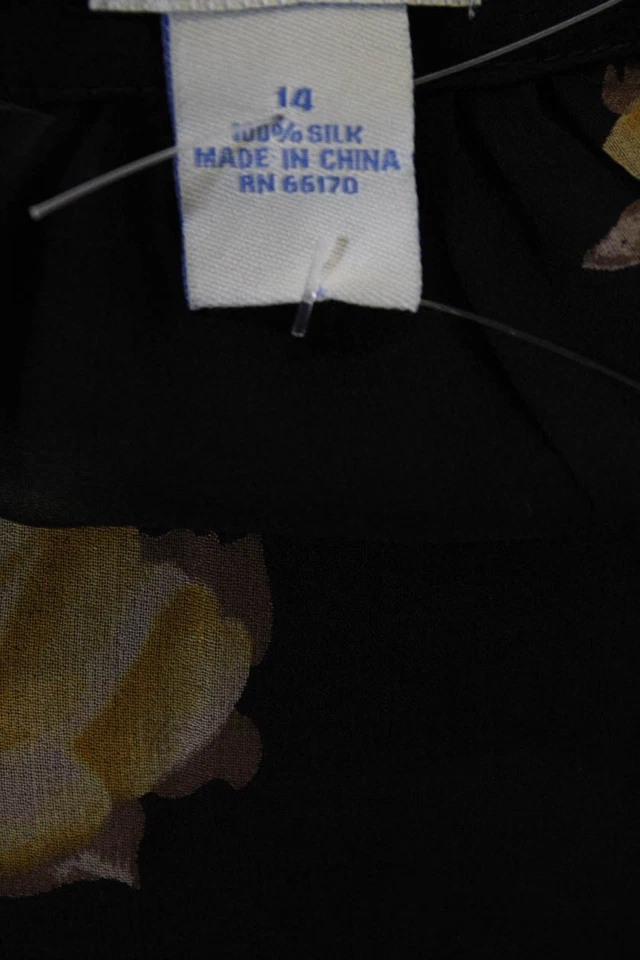 14
100% SILK
MADE IN CHINA
RN 66170